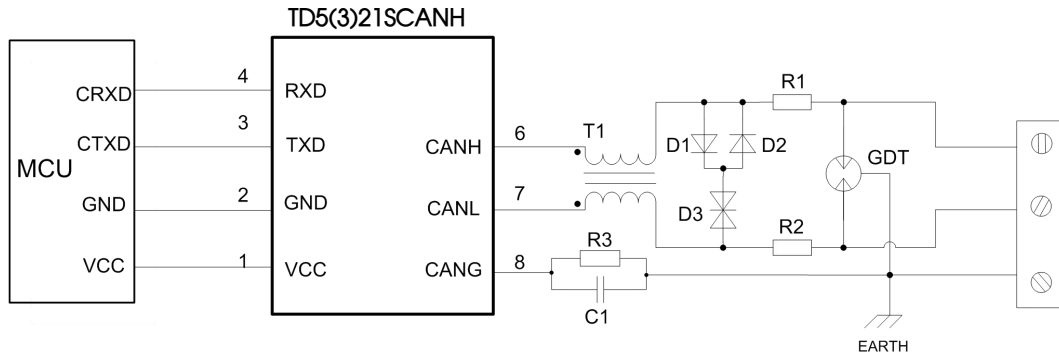 TD5(3)21SCANH
MCU
CRXD
CTXD
GND
VCC
4
3
2
1
RXD
TXD
GND
VCC
CANH
CANL
CANG
6
7
8
T1
D1
D2
D3
R1
R2
GDT
R3
C1
EARTH